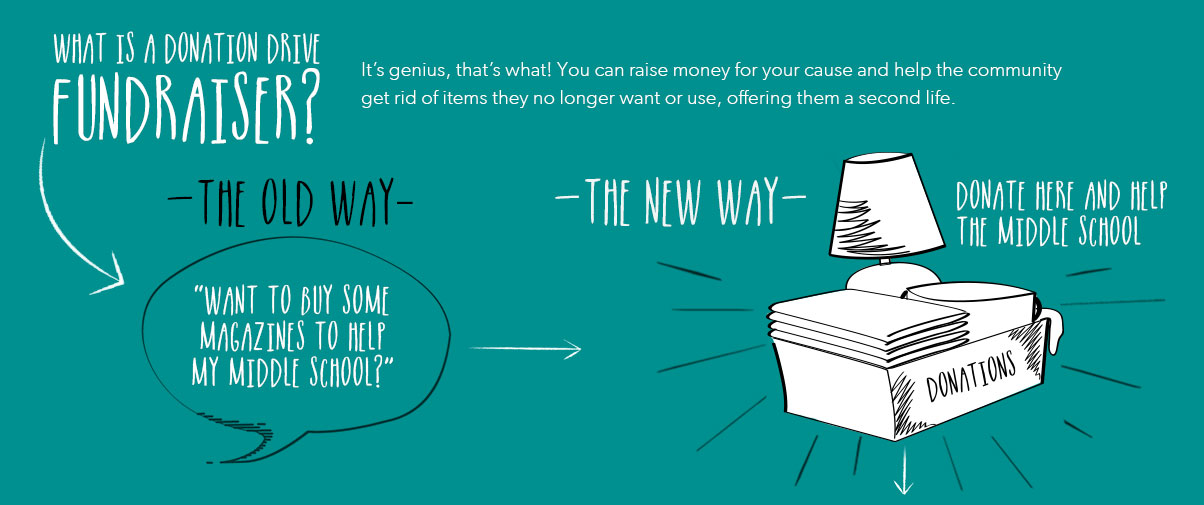 WHAT IS A DONATION DRIVE
FUNDRAISER?
It's genius, that's what! You can raise money for your cause and help the community
get rid of items they no longer want or use, offering them a second life.
–THE OLD WAY–
"WANT TO BUY SOME
MAGAZINES TO HELP
MY MIDDLE SCHOOL?"
–THE NEW WAY–
DONATE HERE AND HELP
THE MIDDLE SCHOOL
DONATIONS